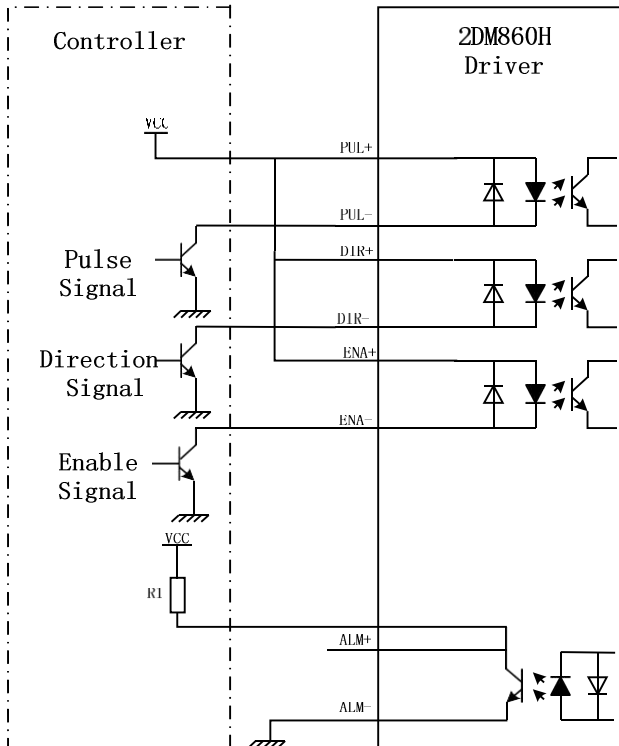 Controller
2DM860H
Driver
VCC
PUL+
PUL-
Pulse
Signal
DIR+
DIR-
Direction
Signal
ENA+
ENA-
Enable
Signal
VCC
R1
ALM+
ALM-